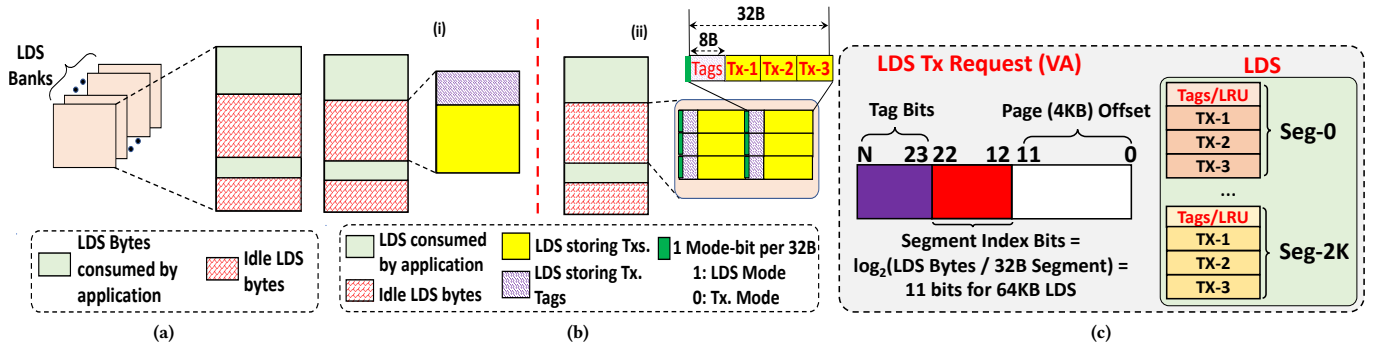 LDS
Banks
LDS Bytes
consumed by
application
Idle LDS
bytes
(a)
(i)
(ii)
32B
8B
Tags
Tx-1
Tx-2
Tx-3
LDS consumed
by application
Idle LDS bytes
LDS storing Txs.
LDS storing Tx.
Tags
1 Mode-bit per 32B
1: LDS Mode
0: Tx. Mode
(b)
LDS Tx Request (VA)
Tag Bits
Page (4KB) Offset
N
23
22
12
11
0
Segment Index Bits =
log₂(LDS Bytes / 32B Segment) =
11 bits for 64KB LDS
LDS
Tags/LRU
TX-1
TX-2
TX-3
Seg-0
...
Tags/LRU
TX-1
TX-2
TX-3
Seg-2K
(c)